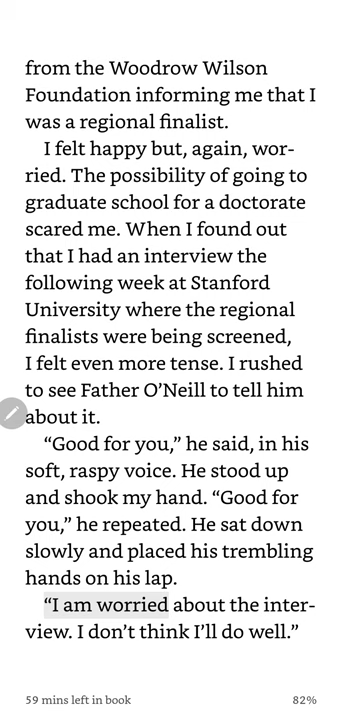 from the Woodrow Wilson
Foundation informing me that I
was a regional finalist.
I felt happy but, again, wor-
ried. The possibility of going to
graduate school for a doctorate
scared me. When I found out
that I had an interview the
following week at Stanford
University where the regional
finalists were being screened,
I felt even more tense. I rushed
to see Father O’Neill to tell him
about it.
“Good for you,” he said, in his
soft, raspy voice. He stood up
and shook my hand. “Good for
you,” he repeated. He sat down
slowly and placed his trembling
hands on his lap.
“I am worried about the inter-
view. I don’t think I’ll do well.”
59 mins left in book 82%